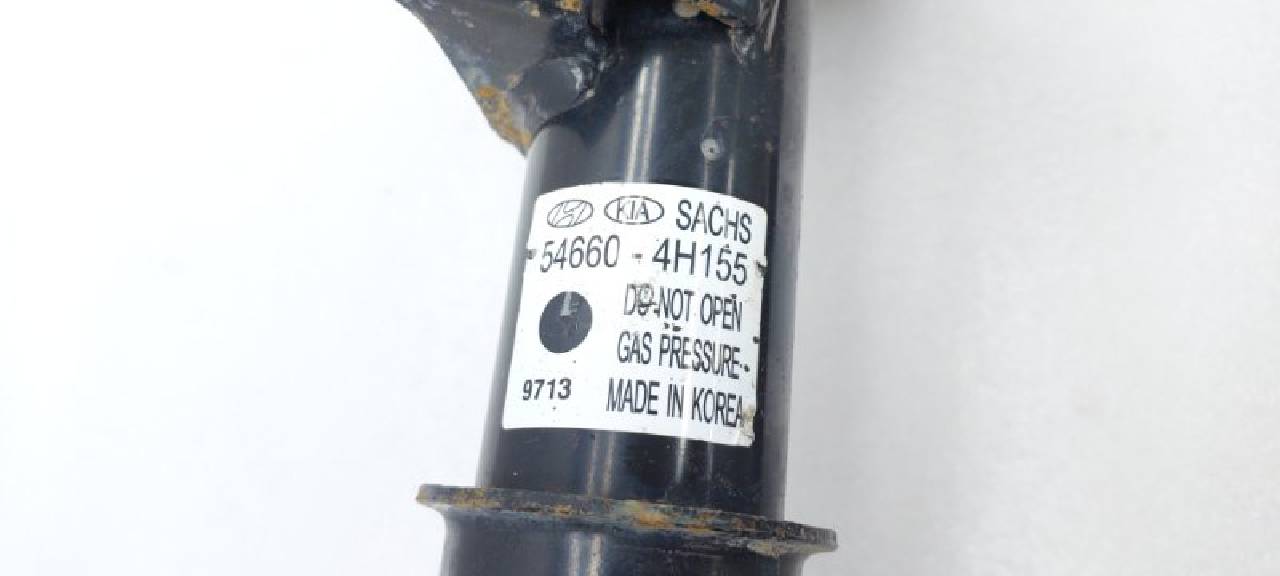 KIA SACHS
54660 - 4H155
DO NOT OPEN
GAS PRESSURE
9713 MADE IN KOREA